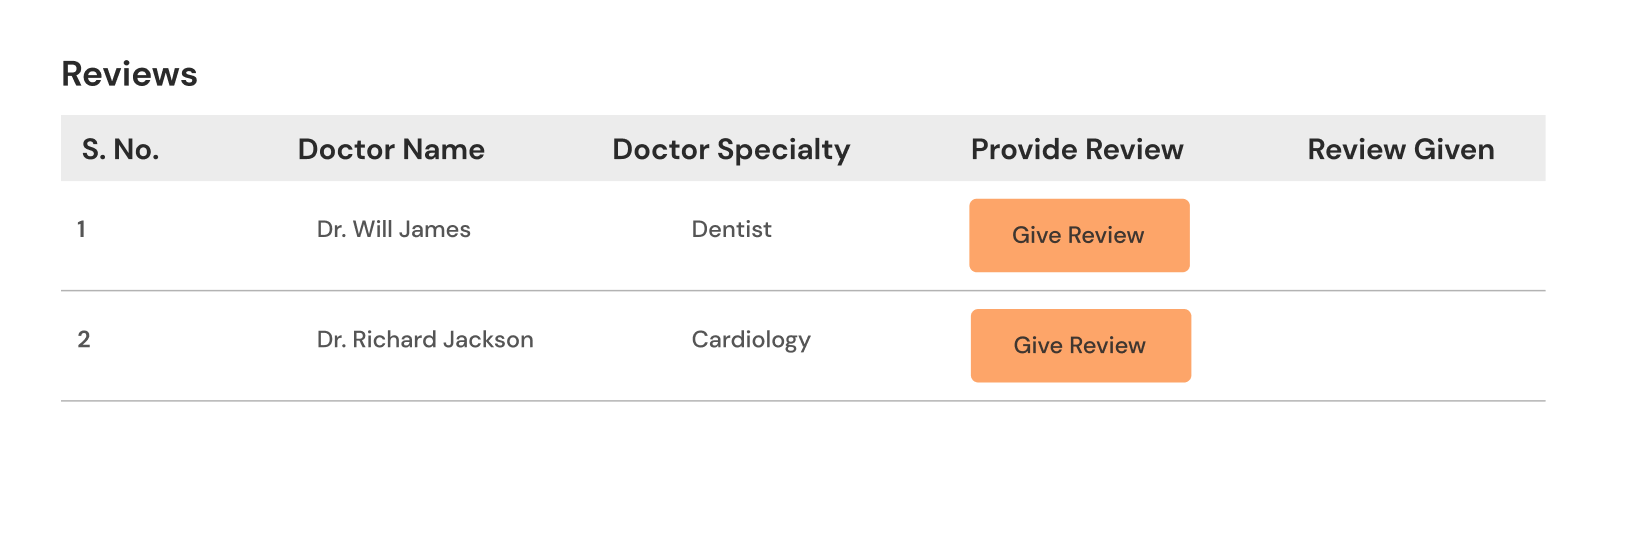 Reviews
S. No. Doctor Name Doctor Specialty Provide Review Review Given
1 Dr. Will James Dentist Give Review
2 Dr. Richard Jackson Cardiology Give Review